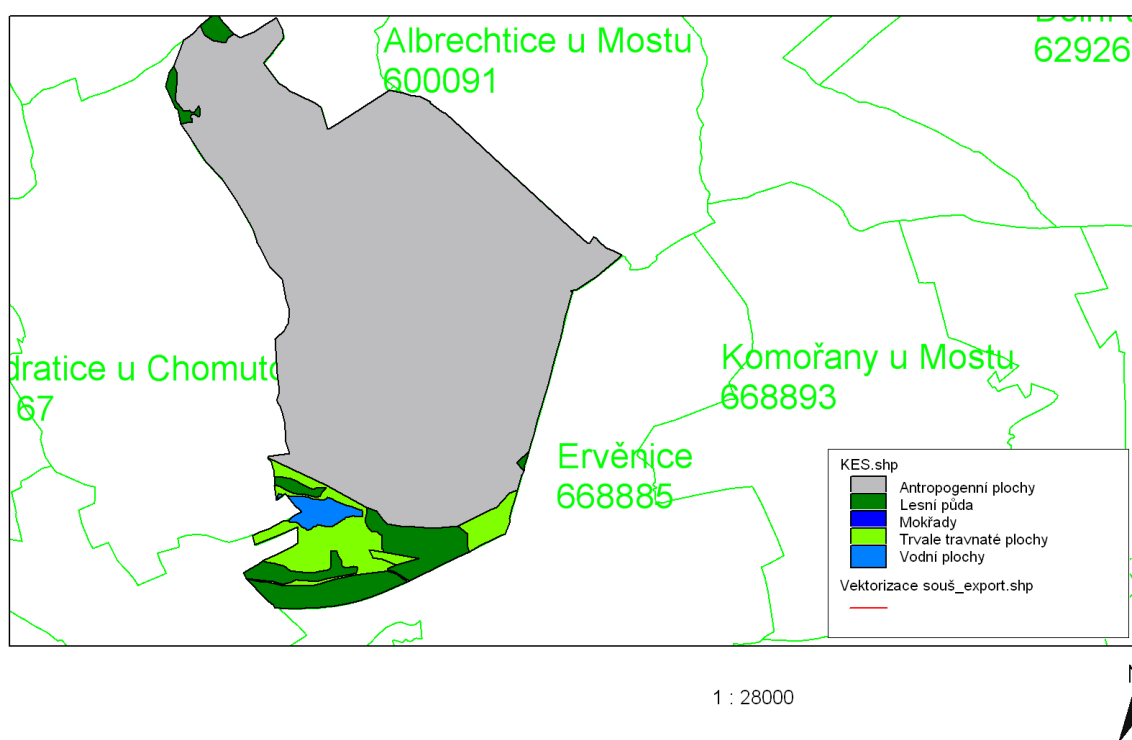 Albrechtice u Mostu
600091
62926
dratice u Chomuto
67
Komořany u Mostu
668893
Ervěnice
668885
KES.shp
Antropogenní plochy
Lesní půda
Mokřady
Trvale travnaté plochy
Vodní plochy
Vektorizace souš_export.shp
1 : 28000